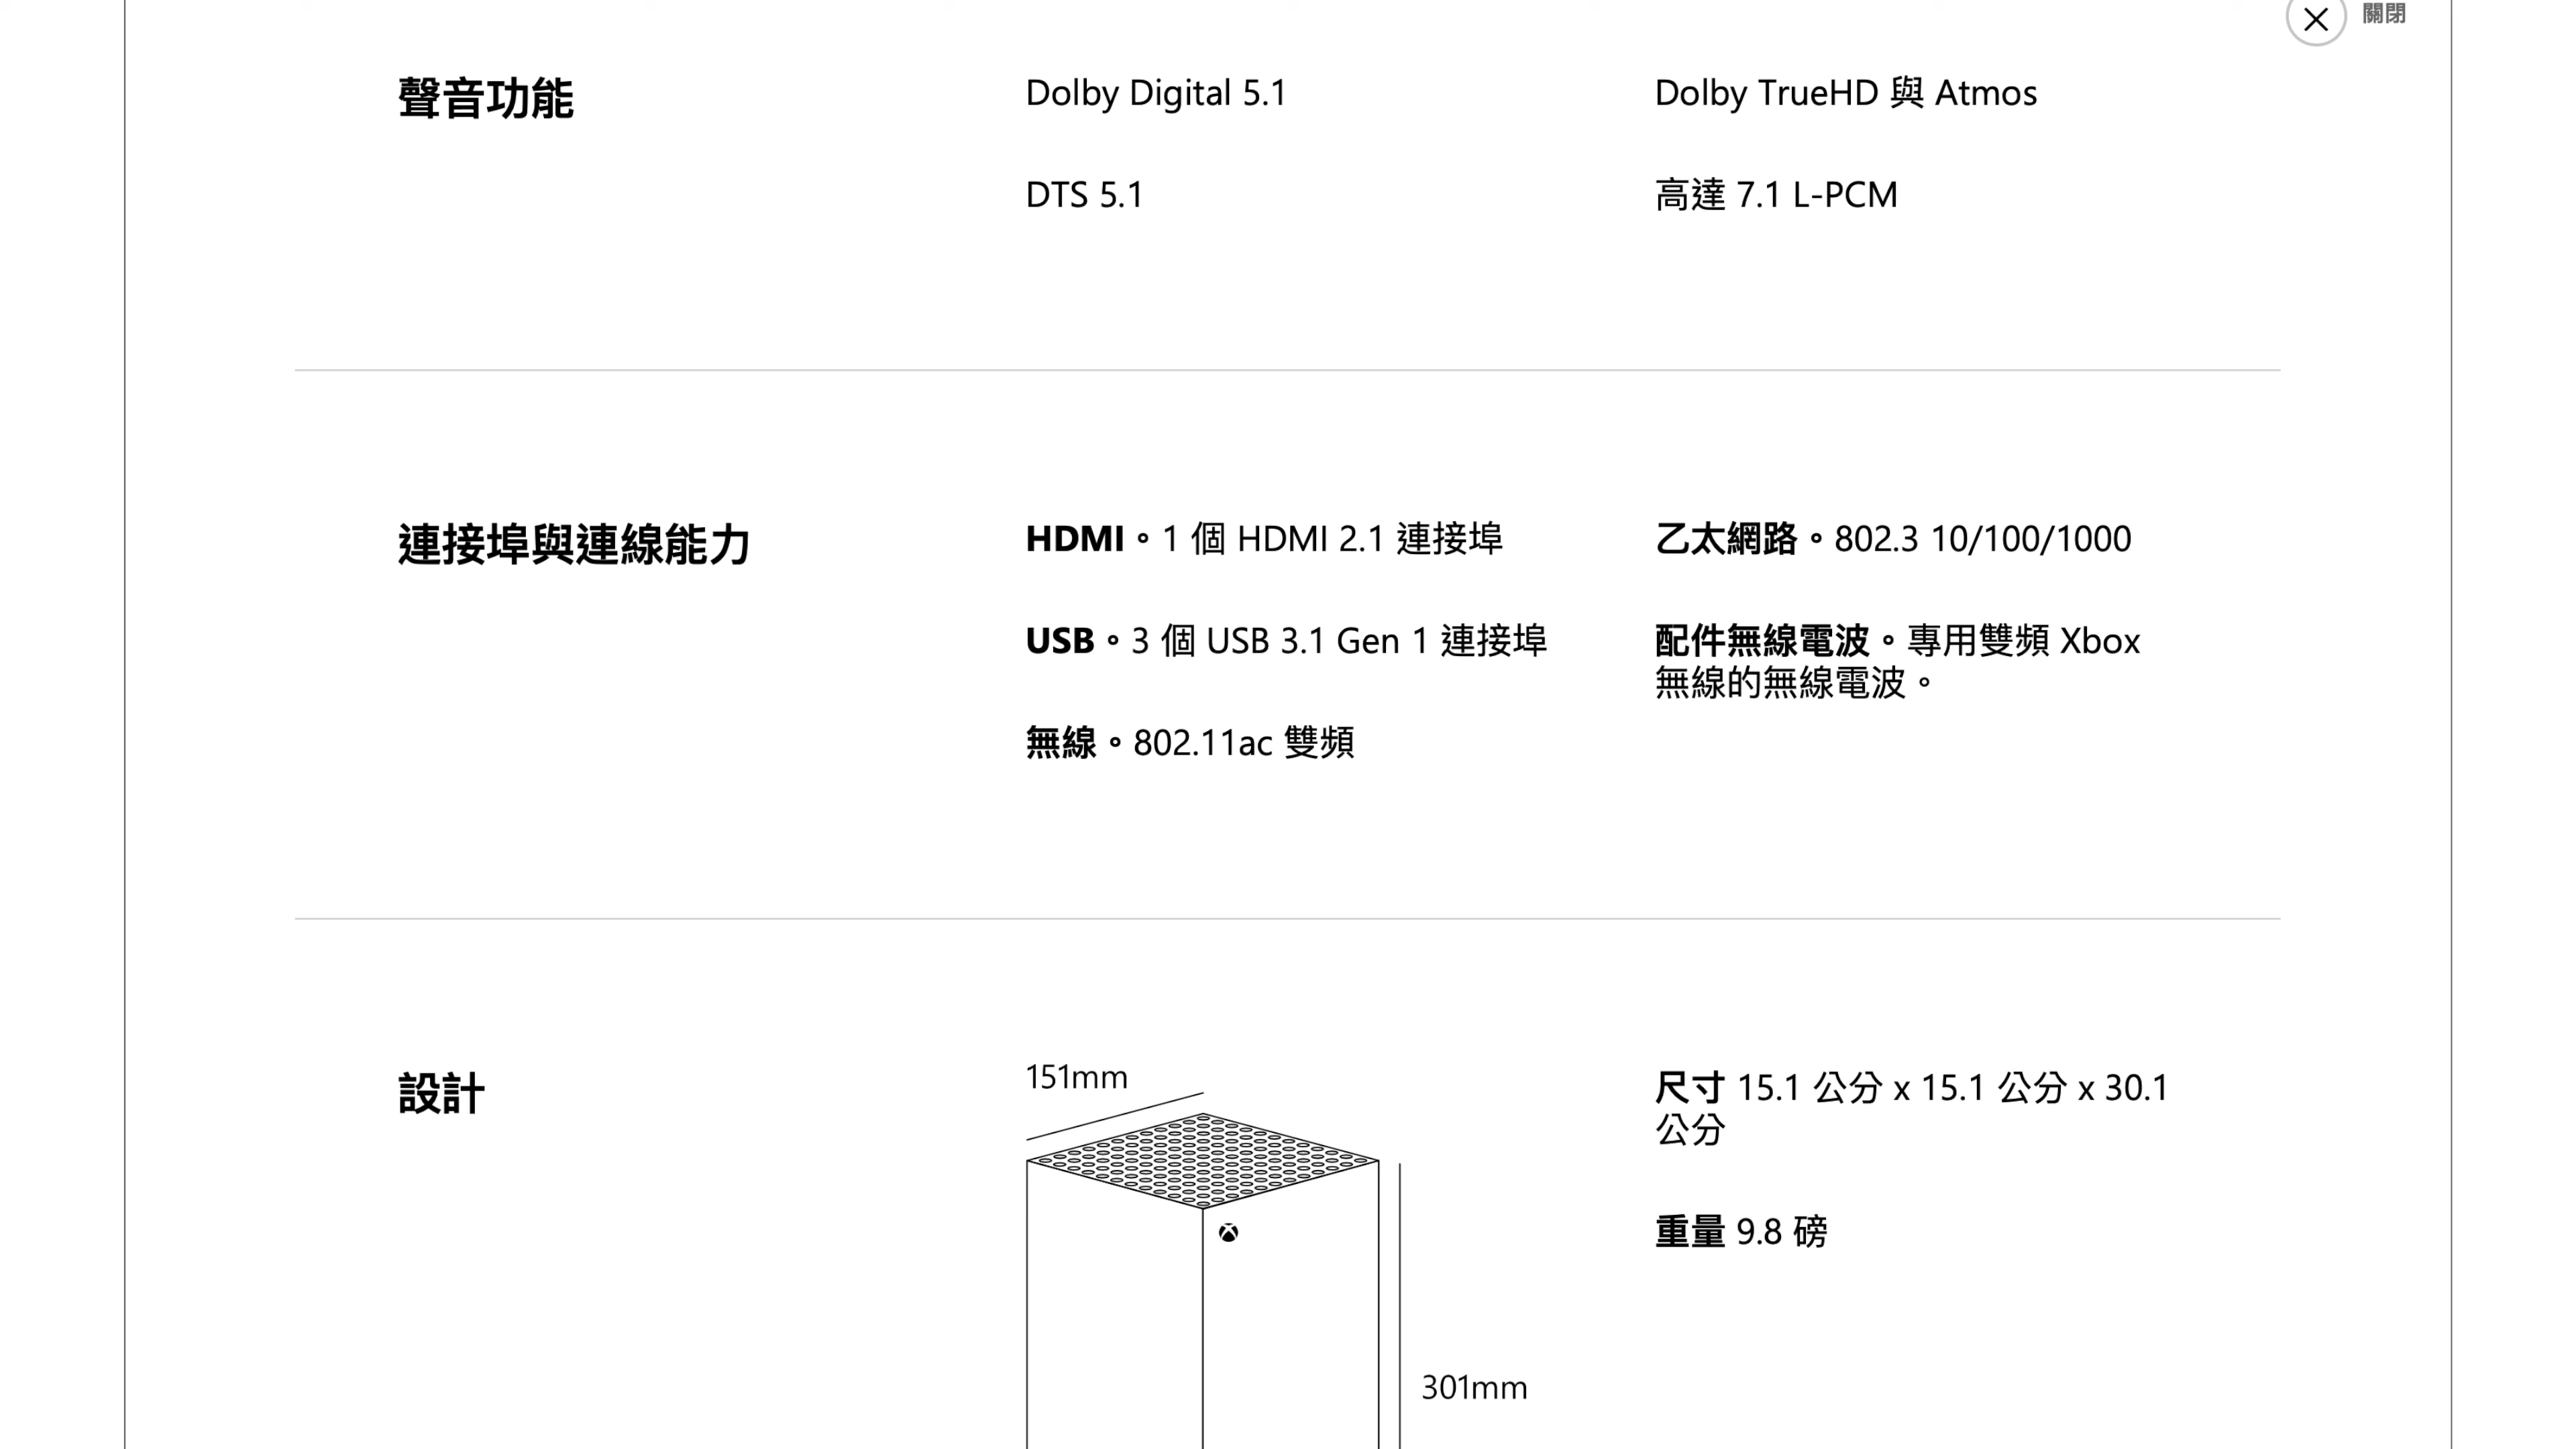 關閉
聲音功能
Dolby Digital 5.1
Dolby TrueHD 與 Atmos
DTS 5.1
高達 7.1 L-PCM
連接埠與連線能力
HDMI。1 個 HDMI 2.1 連接埠
乙太網路。802.3 10/100/1000
USB。3 個 USB 3.1 Gen 1 連接埠
配件無線電波。專用雙頻 Xbox
無線的無線電波。
無線。802.11ac 雙頻
設計
151mm
301mm
尺寸 15.1 公分 x 15.1 公分 x 30.1
公分
重量 9.8 磅